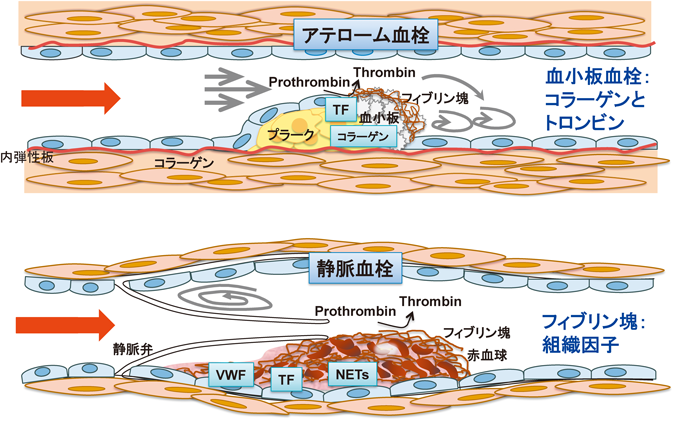 アテローム血栓
Prothrombin
Thrombin
TF
血小板
フィブリン塊
プラーク
コラーゲン
内弾性板
コラーゲン
血小板血栓:
コラーゲンと
トロンビン
静脈血栓
Prothrombin
Thrombin
静脈弁
フィブリン塊
赤血球
VWF
TF
NETs
フィブリン塊:
組織因子